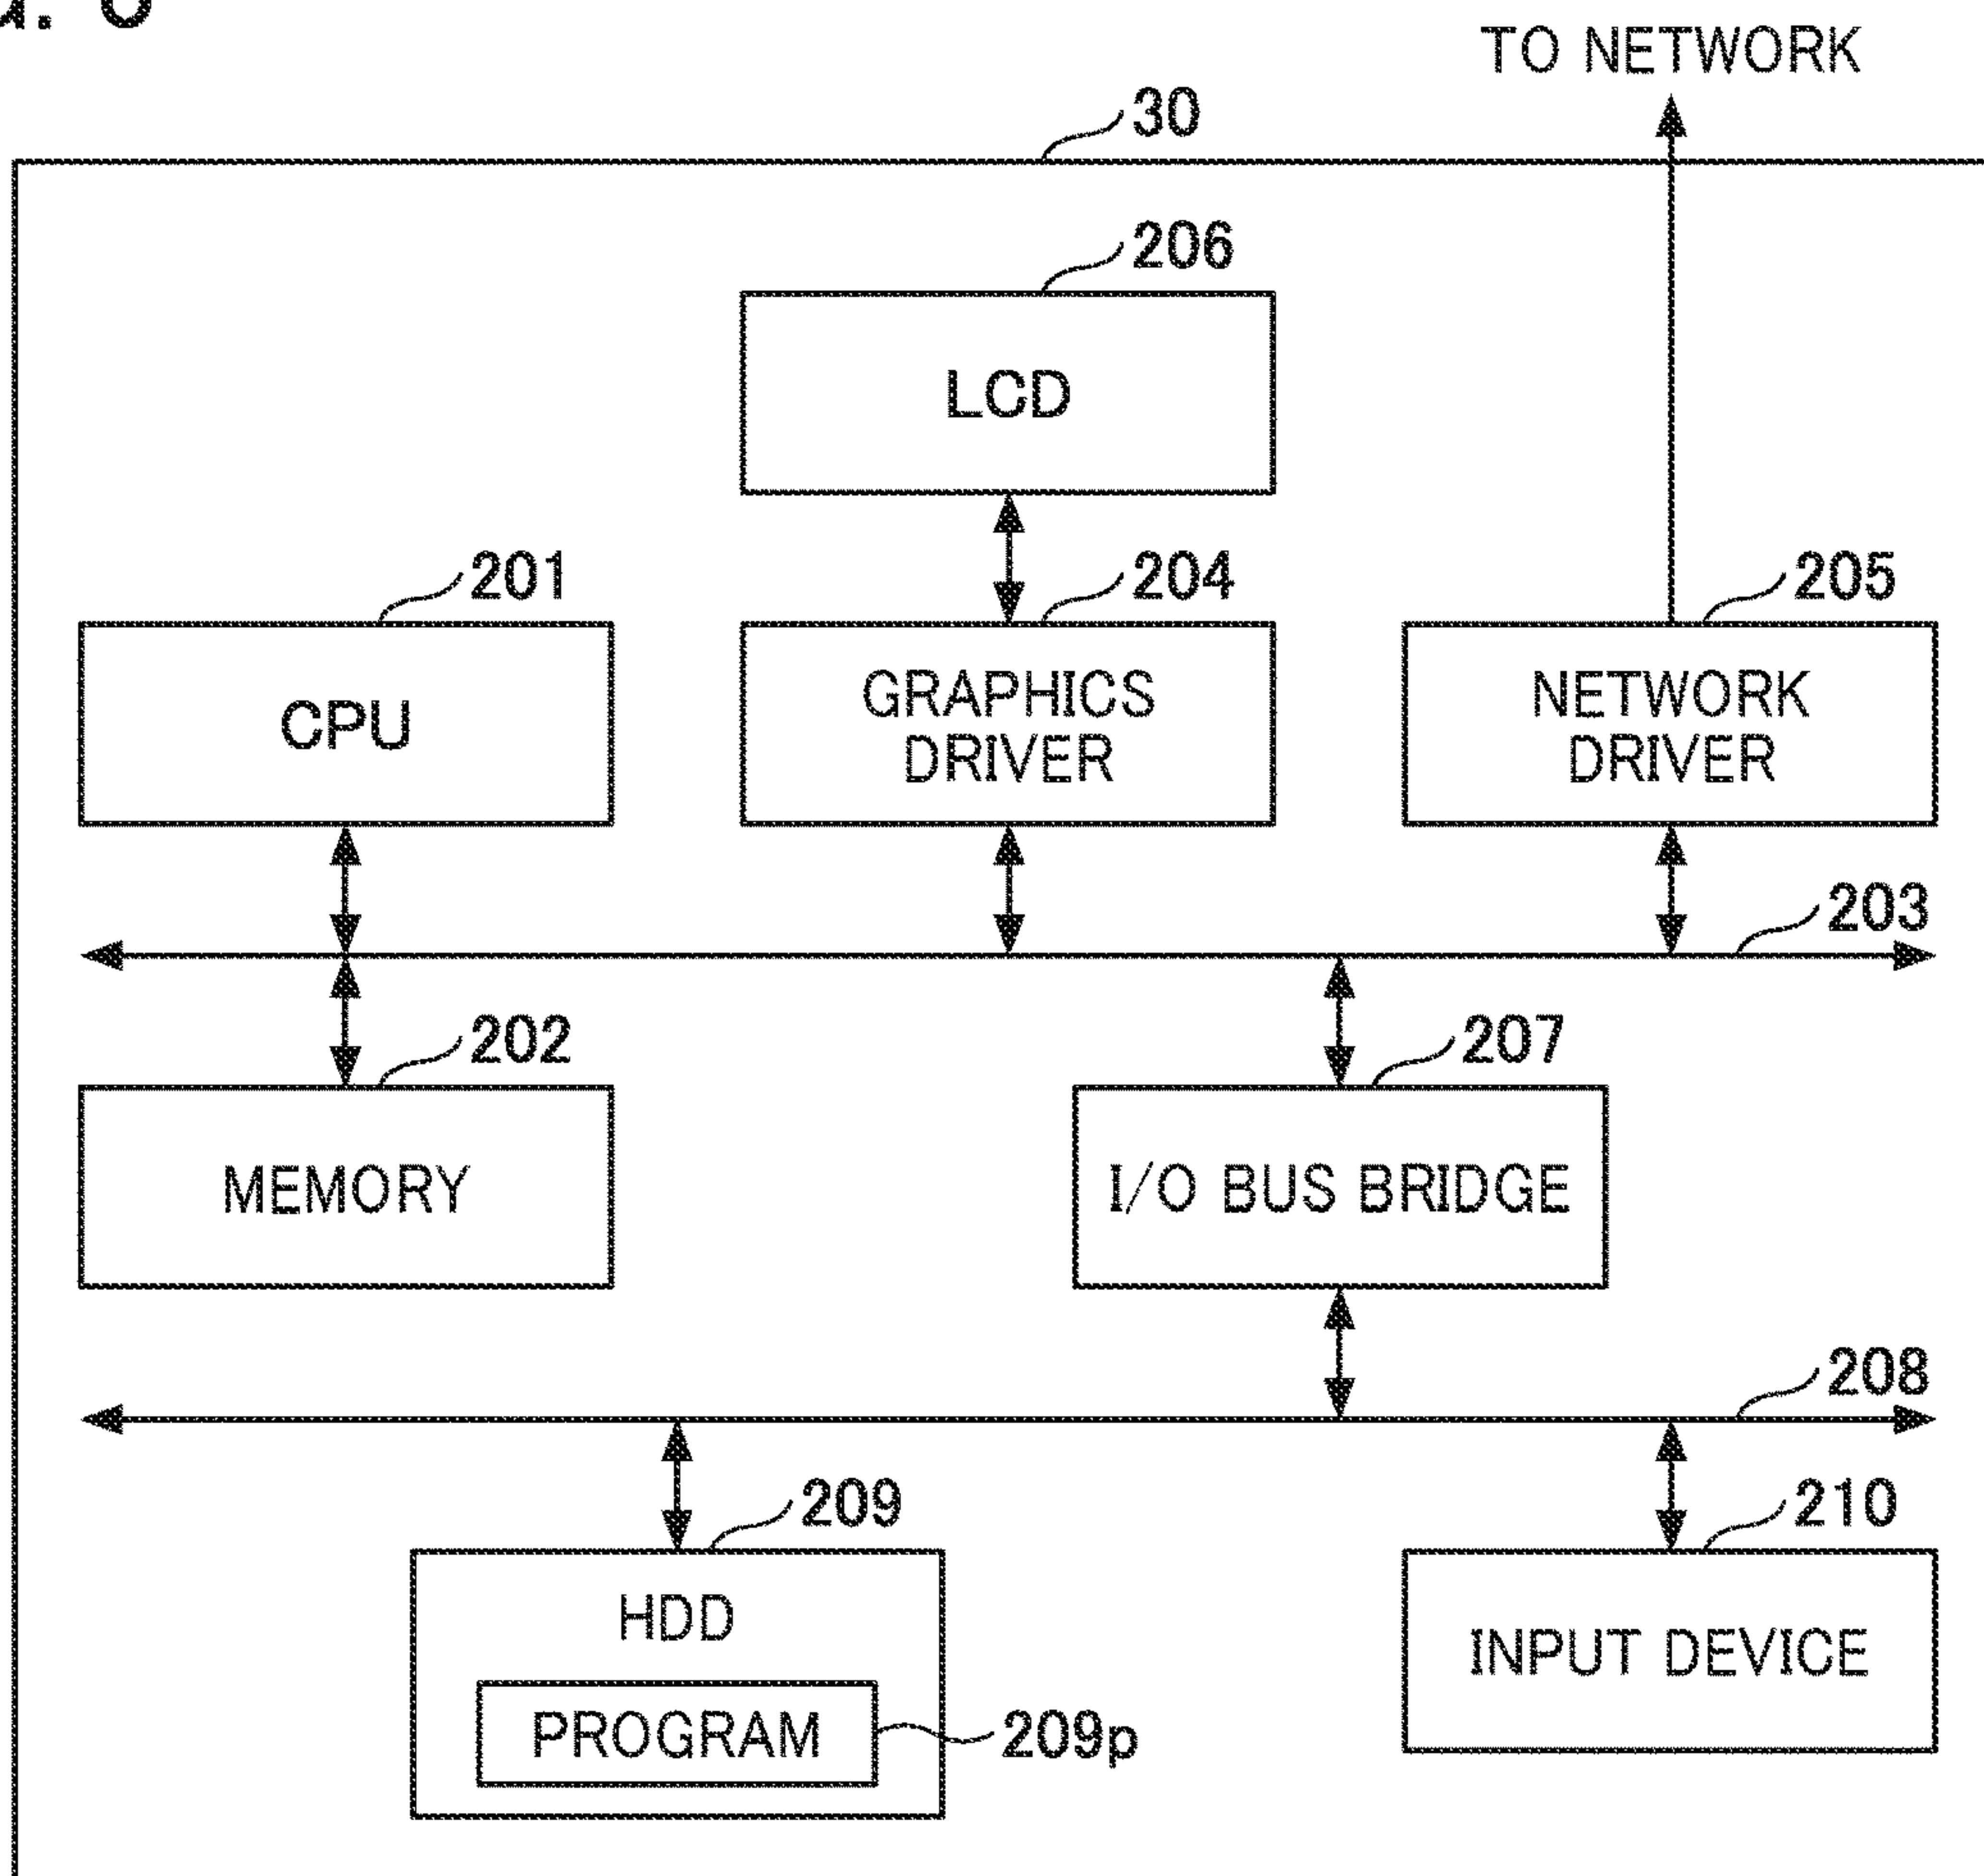 TO NETWORK
30
206
LCD
201
204
205
CPU
GRAPHICS
DRIVER
NETWORK
DRIVER
203
202
207
MEMORY
I/O BUS BRIDGE
208
209
210
HDD
INPUT DEVICE
PROGRAM
209p